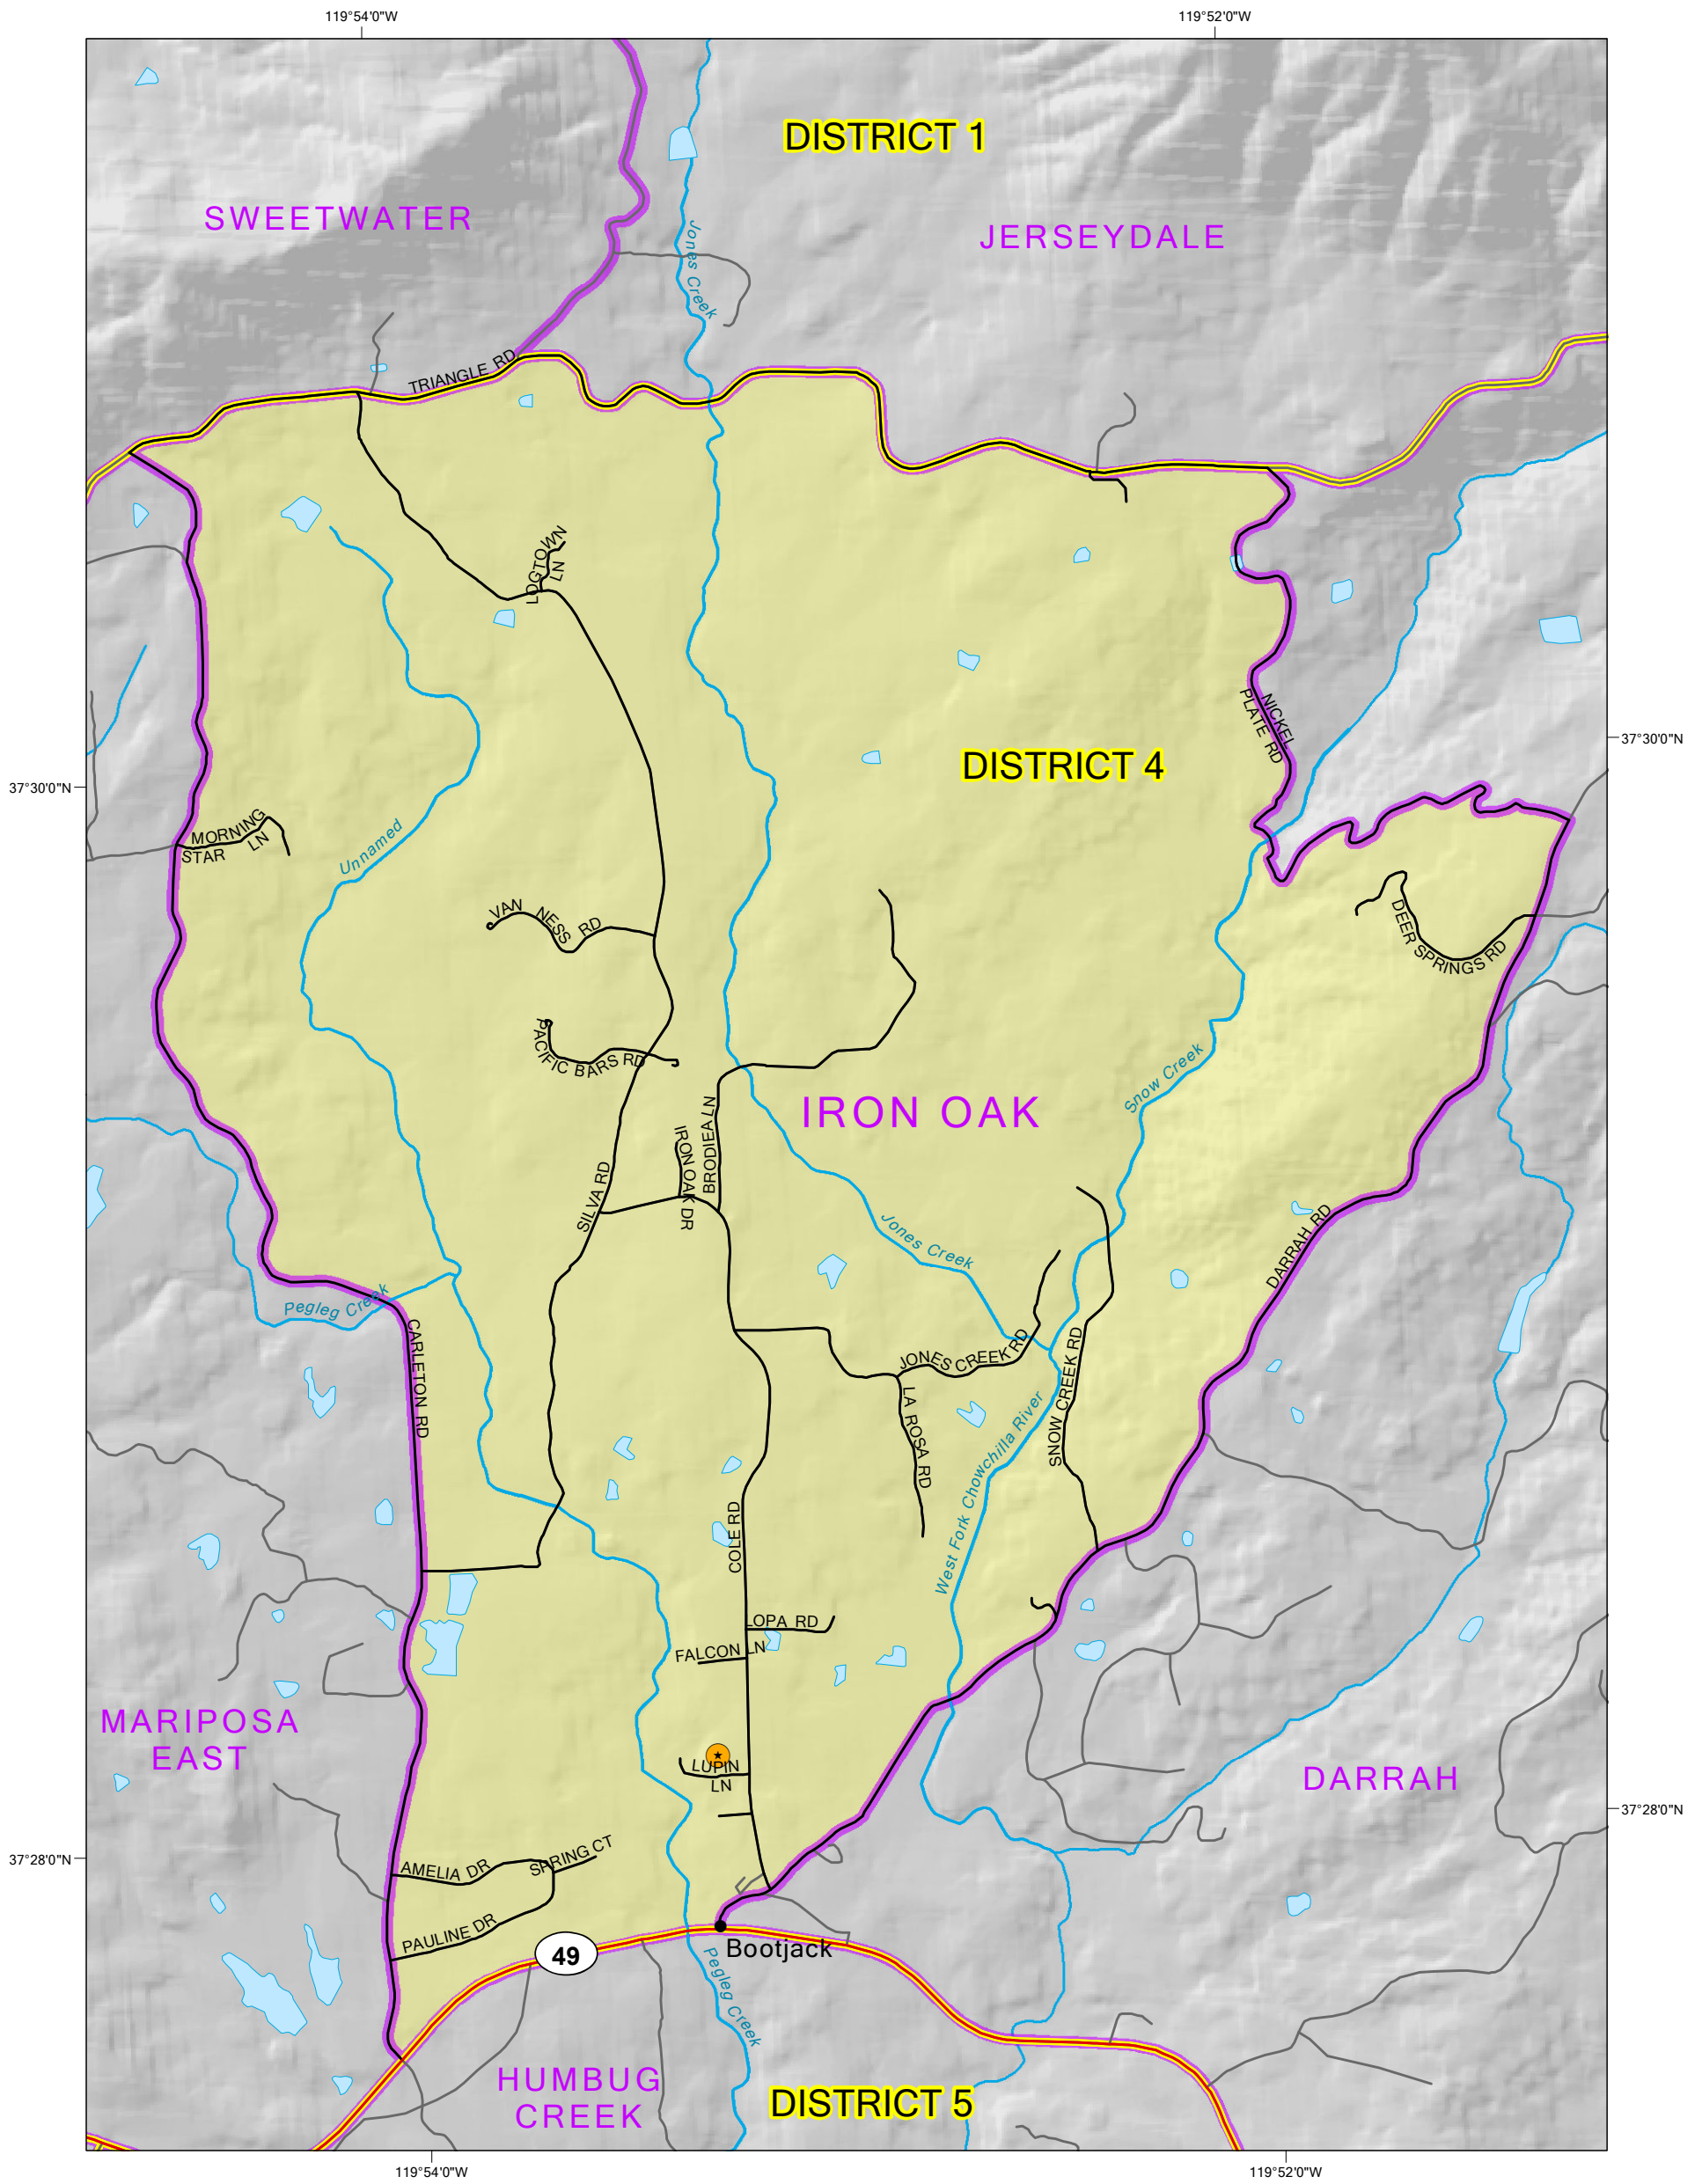 119°54'0"W
119°52'0"W
DISTRICT 1
SWEETWATER
JERSEYDALE
Jones Creek
TRIANGLE RD
LOGTOWN
LN
NICKEL
PLATE RD
37°30'0"N
DISTRICT 4
37°30'0"N
MORNING
STAR LN
Unnamed
VAN NESS RD
DEER SPRINGS RD
PACIFIC BARS RD
Snow Creek
IRON OAK
BRODIEA LN
IRON OAK DR
SILVA RD
Jones Creek
DARRAH RD
Pegleg Creek
CARLETON RD
JONES CREEK RD
SNOW CREEK RD
LA ROSA RD
West Fork Chowchilla River
COLE RD
LOPA RD
FALCON LN
MARIPOSA
EAST
LUPIN
LN
DARRAH
37°28'0"N
37°28'0"N
AMELIA DR
SPRING CT
PAULINE DR
49
Bootjack
Pegleg Creek
HUMBUG
CREEK
DISTRICT 5
119°54'0"W
119°52'0"W